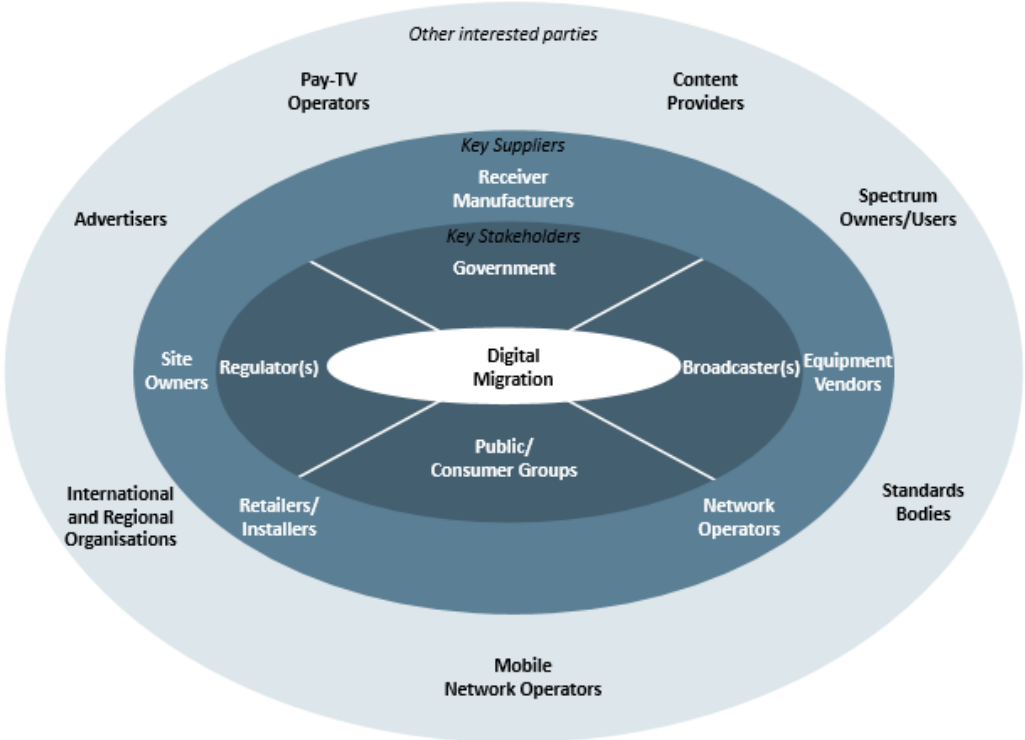 Other interested parties
Pay-TV
Operators
Content
Providers
Key Suppliers
Receiver
Manufacturers
Advertisers
Spectrum
Owners/Users
Key Stakeholders
Government
Site
Owners
Regulator(s)
Digital
Migration
Broadcaster(s)
Equipment
Vendors
Public/
Consumer Groups
International
and Regional
Organisations
Retailers/
Installers
Network
Operators
Standards
Bodies
Mobile
Network Operators